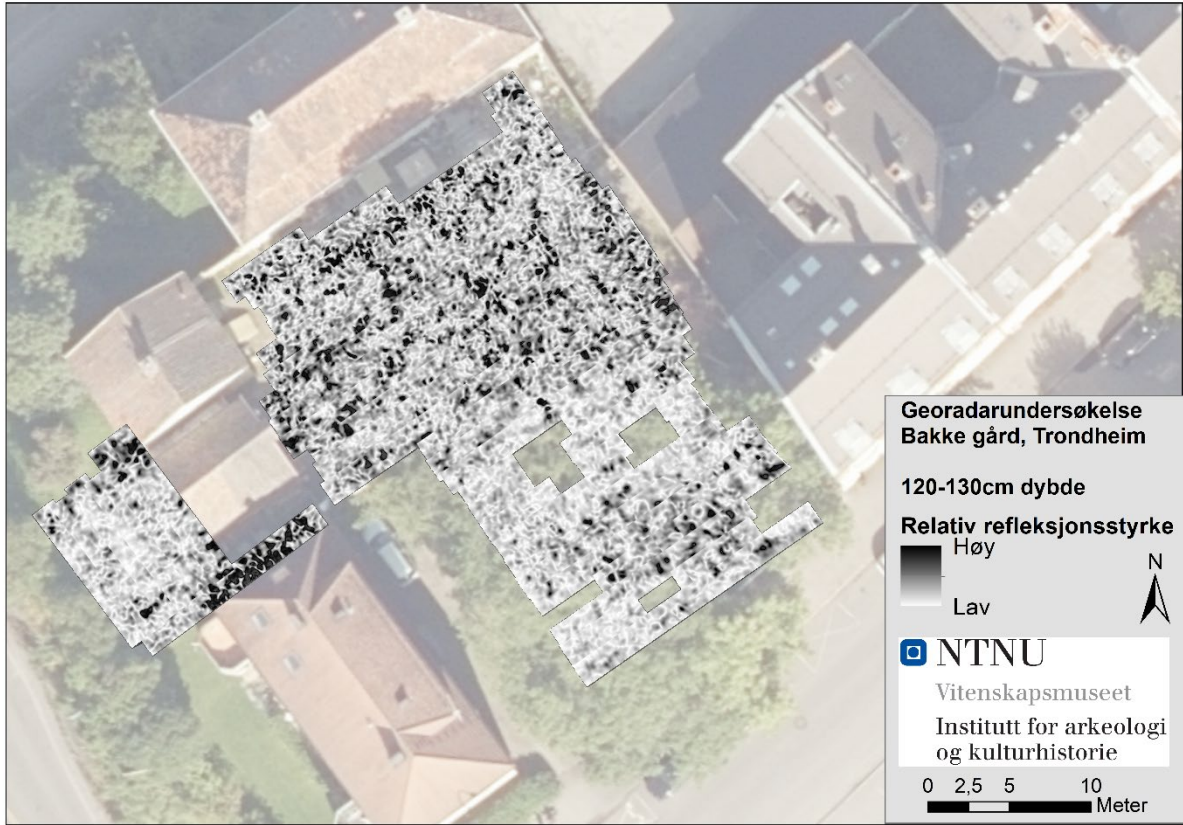 Georadarundersøkelse
Bakke gård, Trondheim
120-130cm dybde
Relativ refleksjonsstyrke
Høy
Lav
N
NTNU
Vitenskapsmuseet
Institutt for arkeologi
og kulturhistorie
0 2,5 5 10
Meter